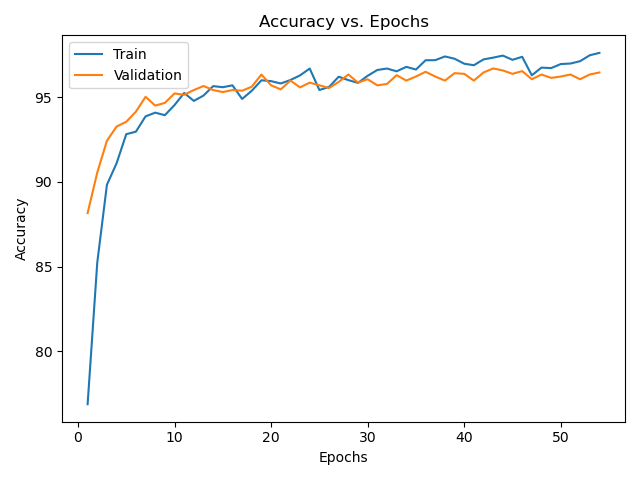 Accuracy vs. Epochs
Train
Validation
95
90
85
80
Accuracy
0 10 20 30 40 50
Epochs